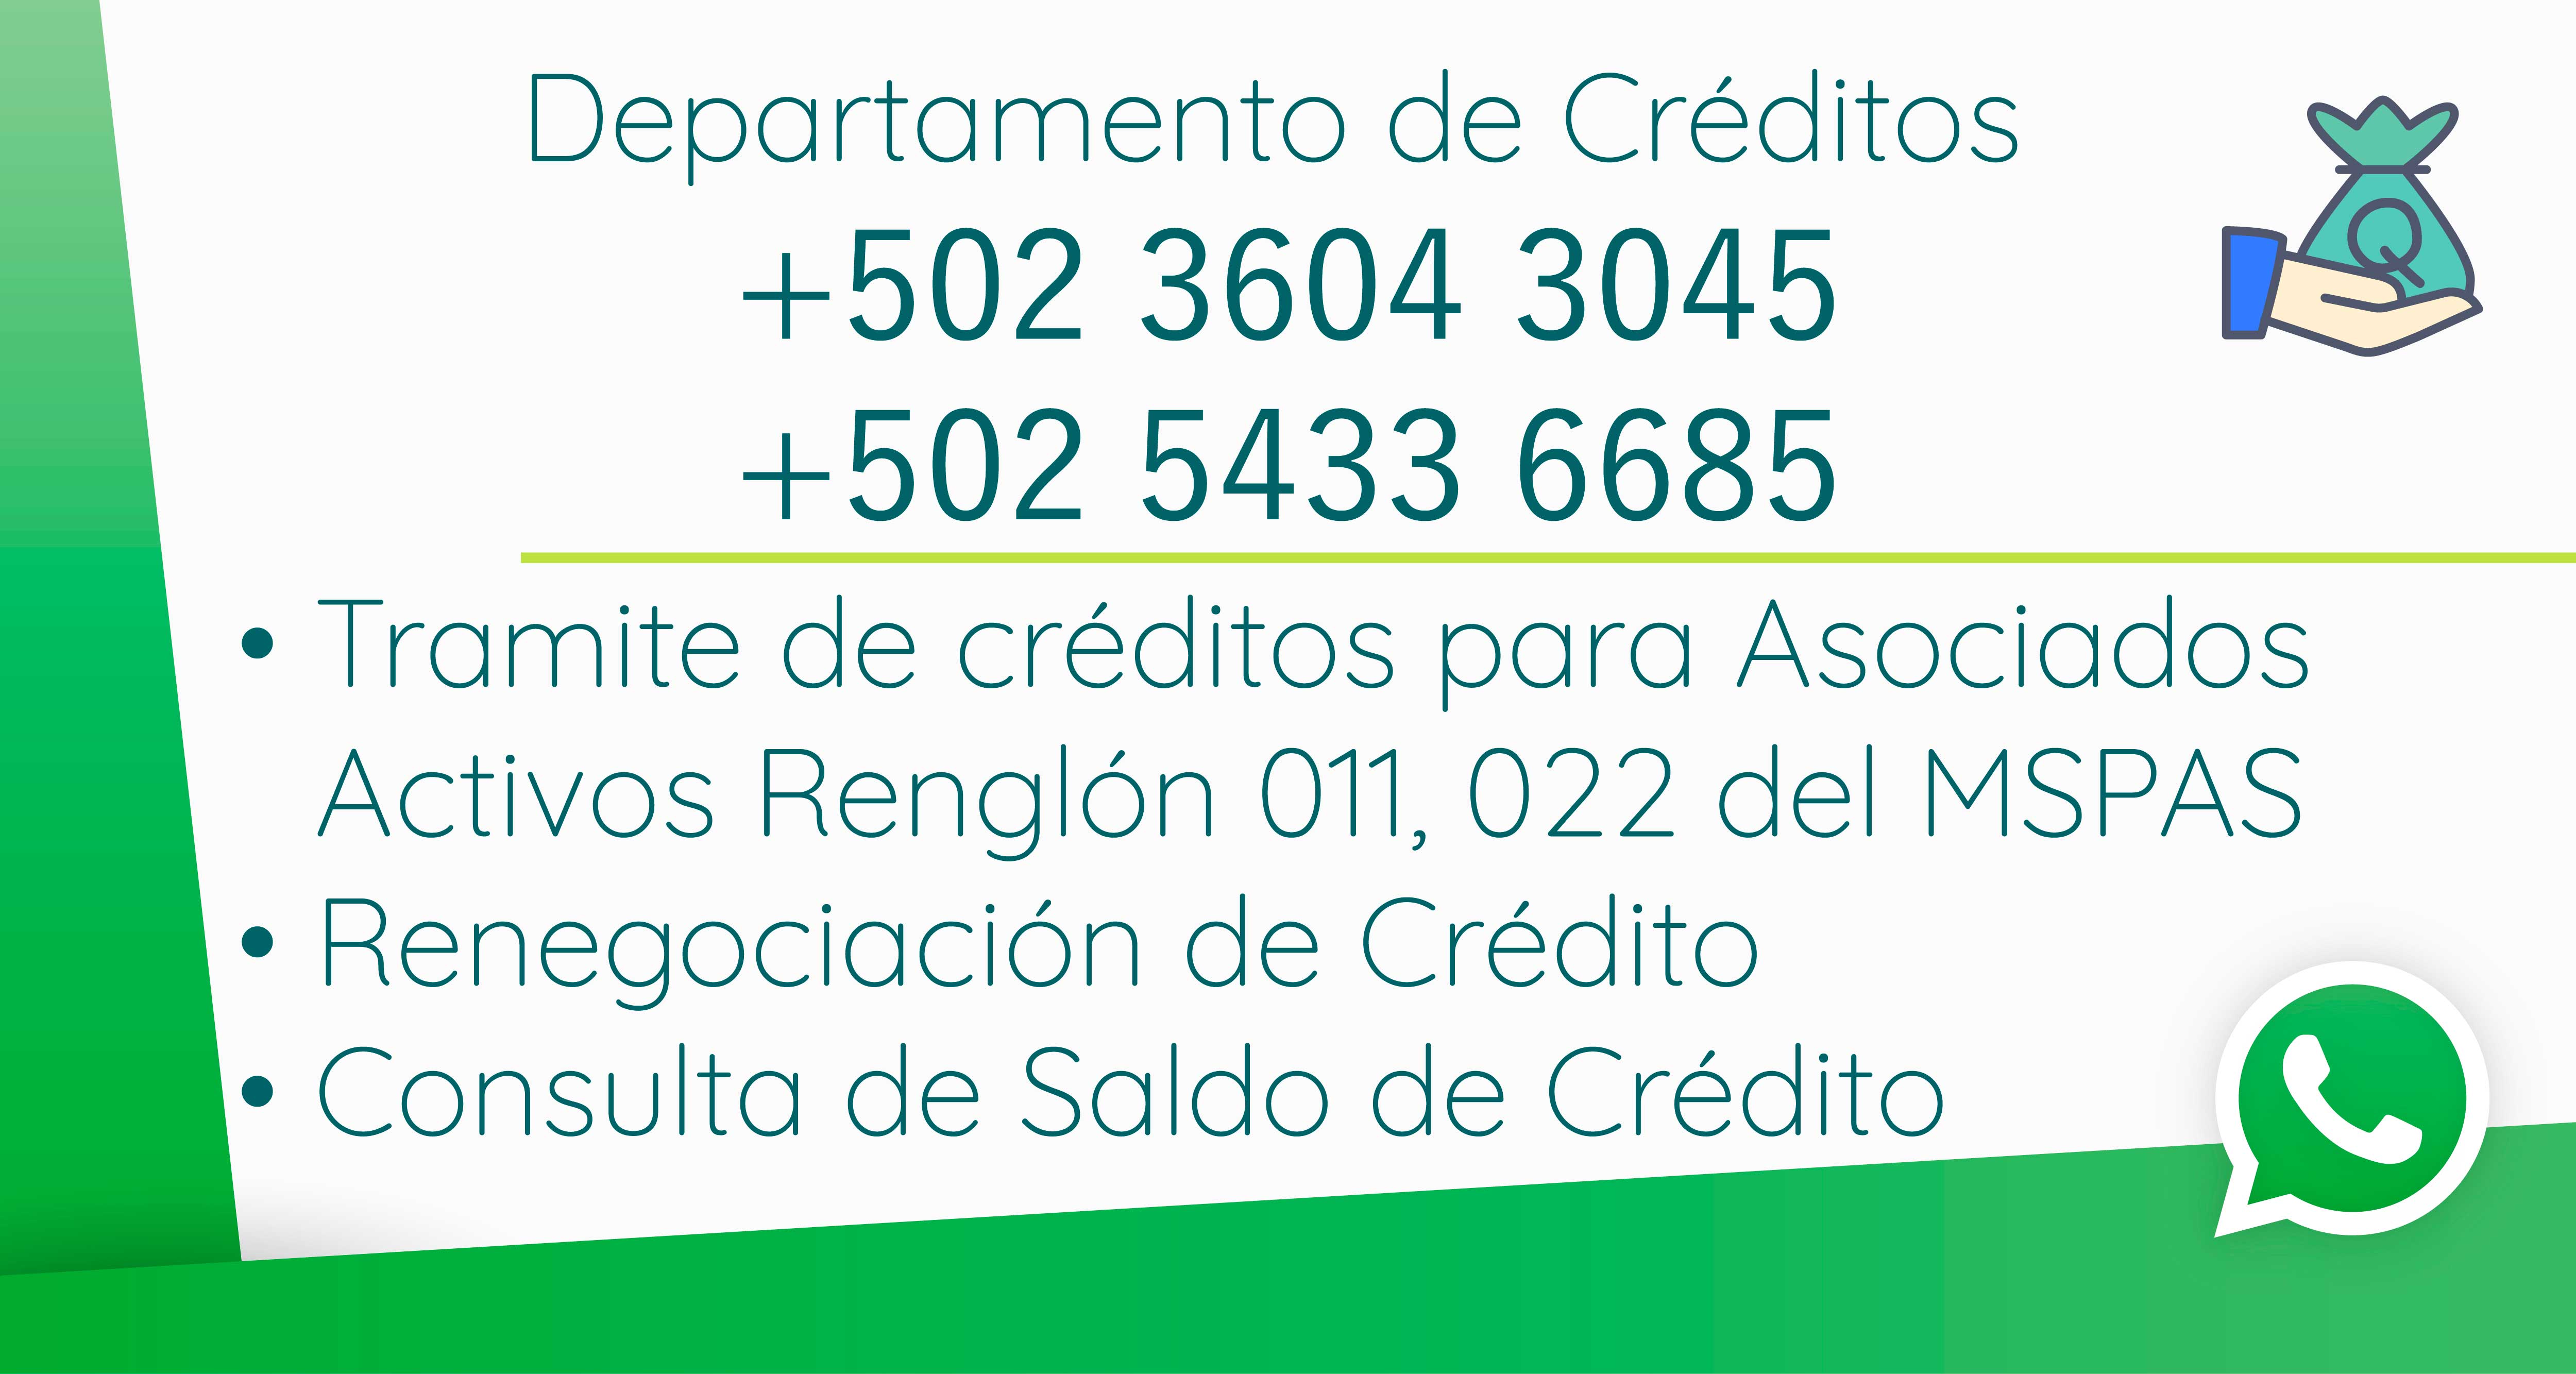 Departamento de Créditos
+502 3604 3045
+502 5433 6685
• Tramite de créditos para Asociados
Activos Renglón 011, 022 del MSPAS
• Renegociación de Crédito
• Consulta de Saldo de Crédito
Q